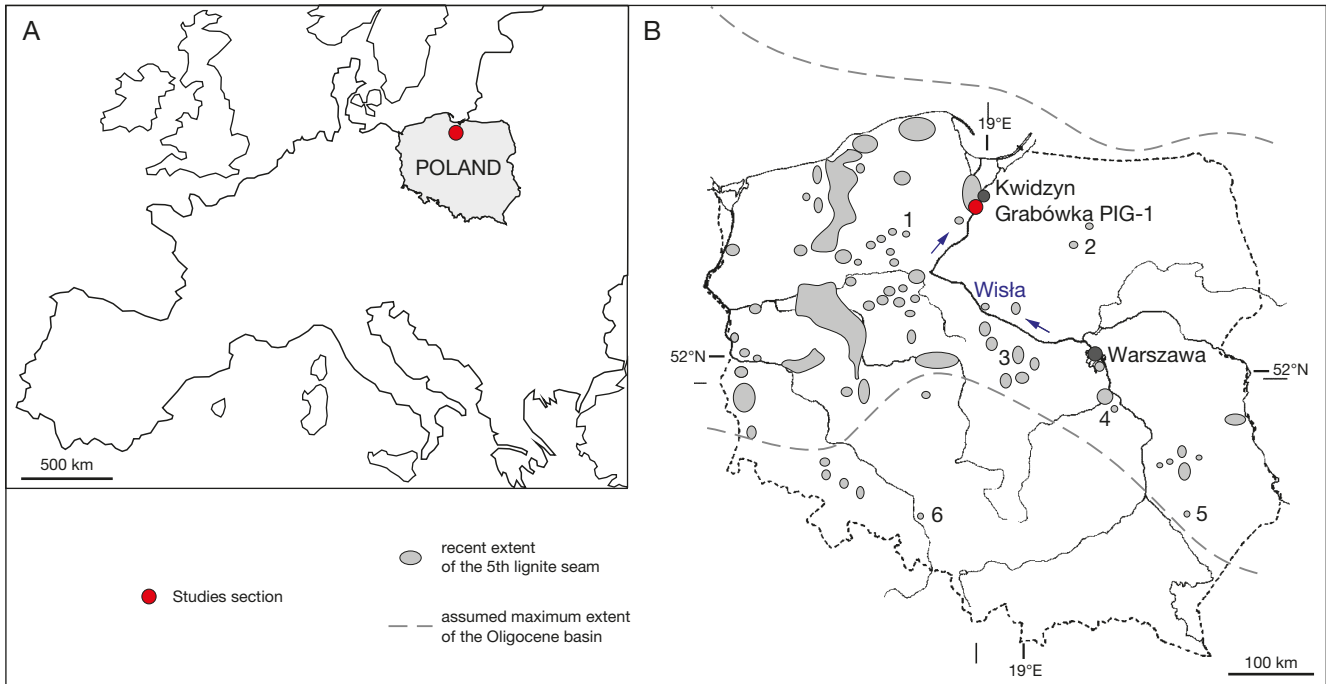 A
POLAND
500 km
B
19°E
Kwidzyn
Grabówka PIG-1
1
2
Wisła
3
Warszawa
52°N
52°N
4
5
6
19°E
100 km
recent extent
of the 5th lignite seam
Studies section
assumed maximum extent
of the Oligocene basin